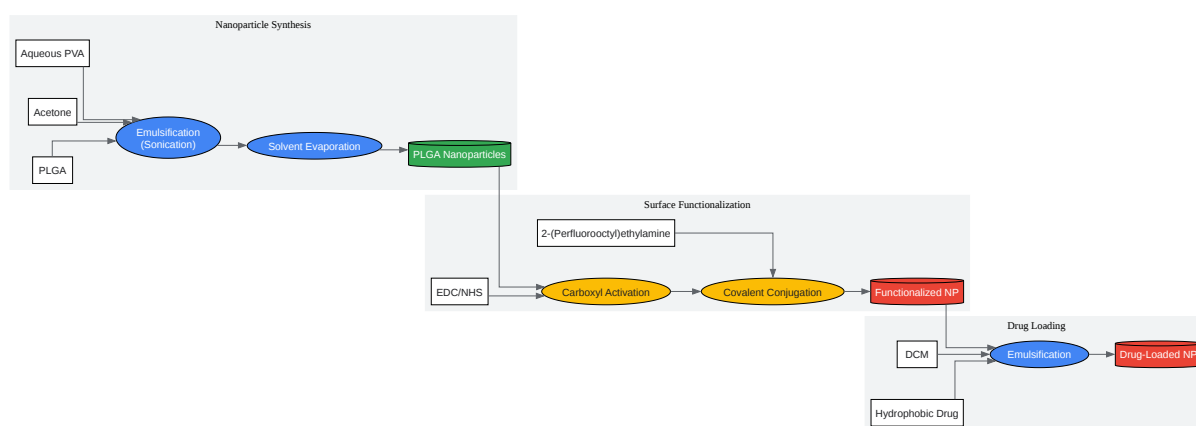 Nanoparticle Synthesis
Aqueous PVA
Acetone
PLGA
Emulsification
(Sonication)
Solvent Evaporation
PLGA Nanoparticles
Surface Functionalization
2-(Perfluorooctyl)ethylamine
EDC/NHS
Carboxyl Activation
Covalent Conjugation
Functionalized NP
Drug Loading
DCM
Hydrophobic Drug
Emulsification
Drug-Loaded NP